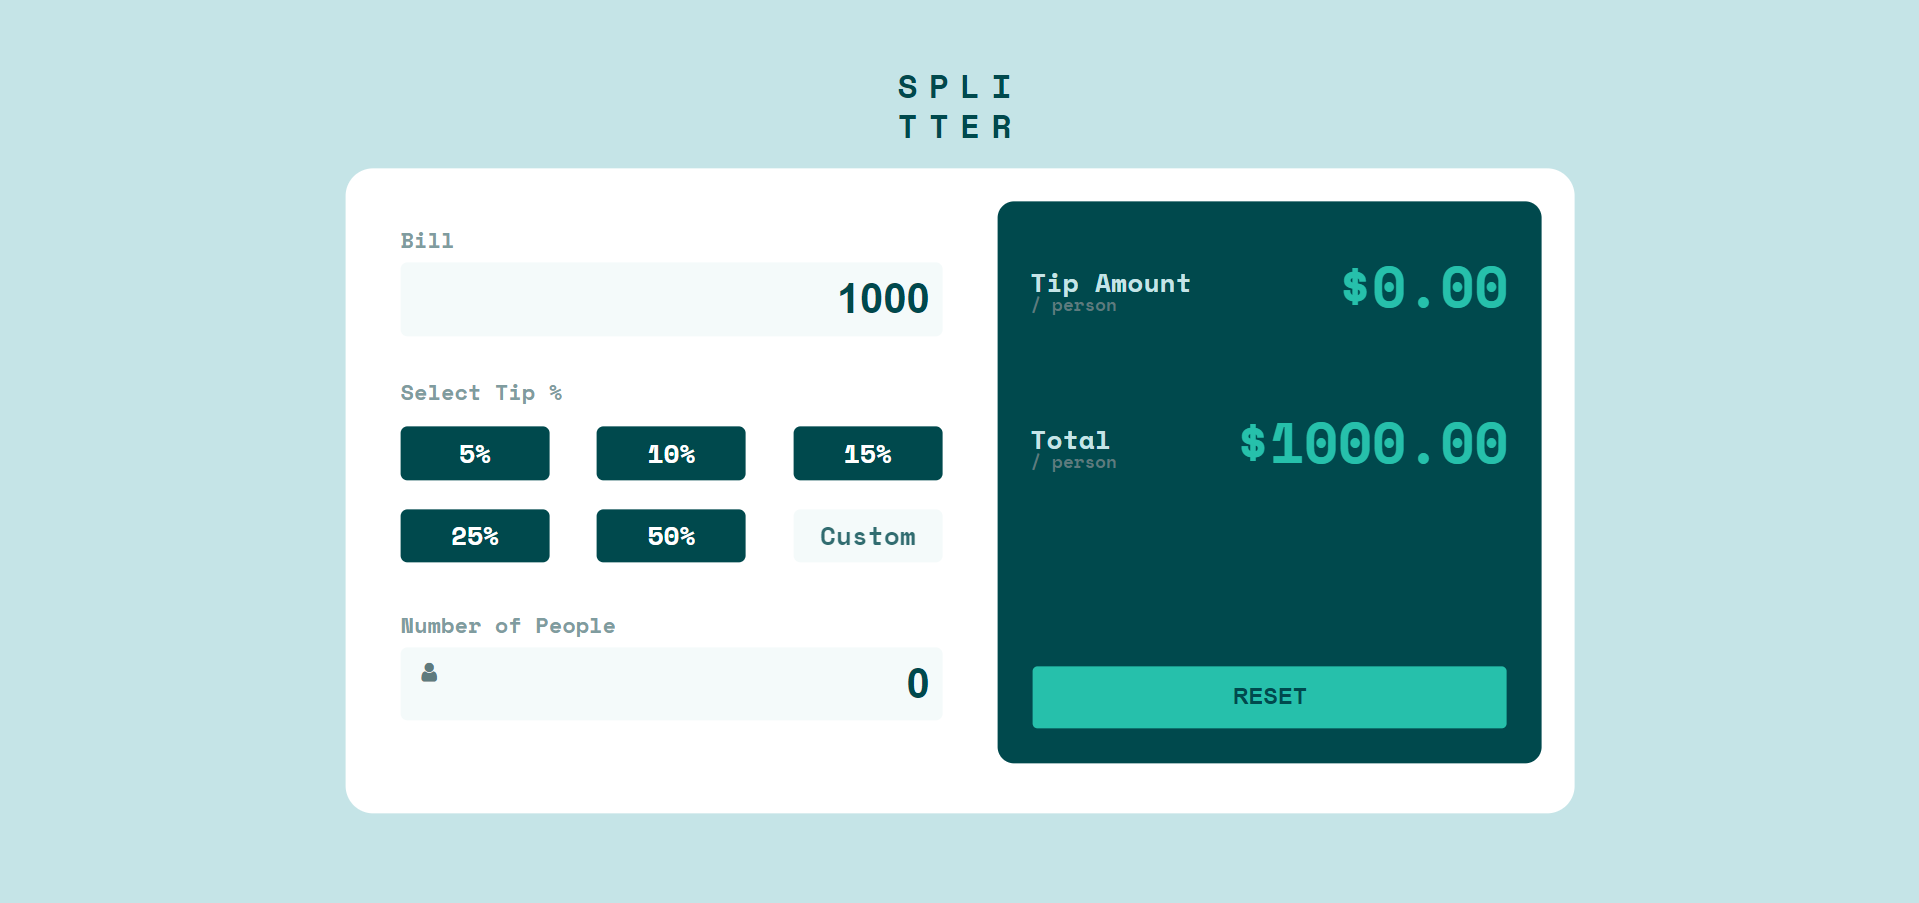 SPLI
TTER
Bill
1000
Select Tip %
5% 10% 15%
25% 50% Custom
Number of People
0
Tip Amount
/ person
$0.00
Total
/ person
$1000.00
RESET